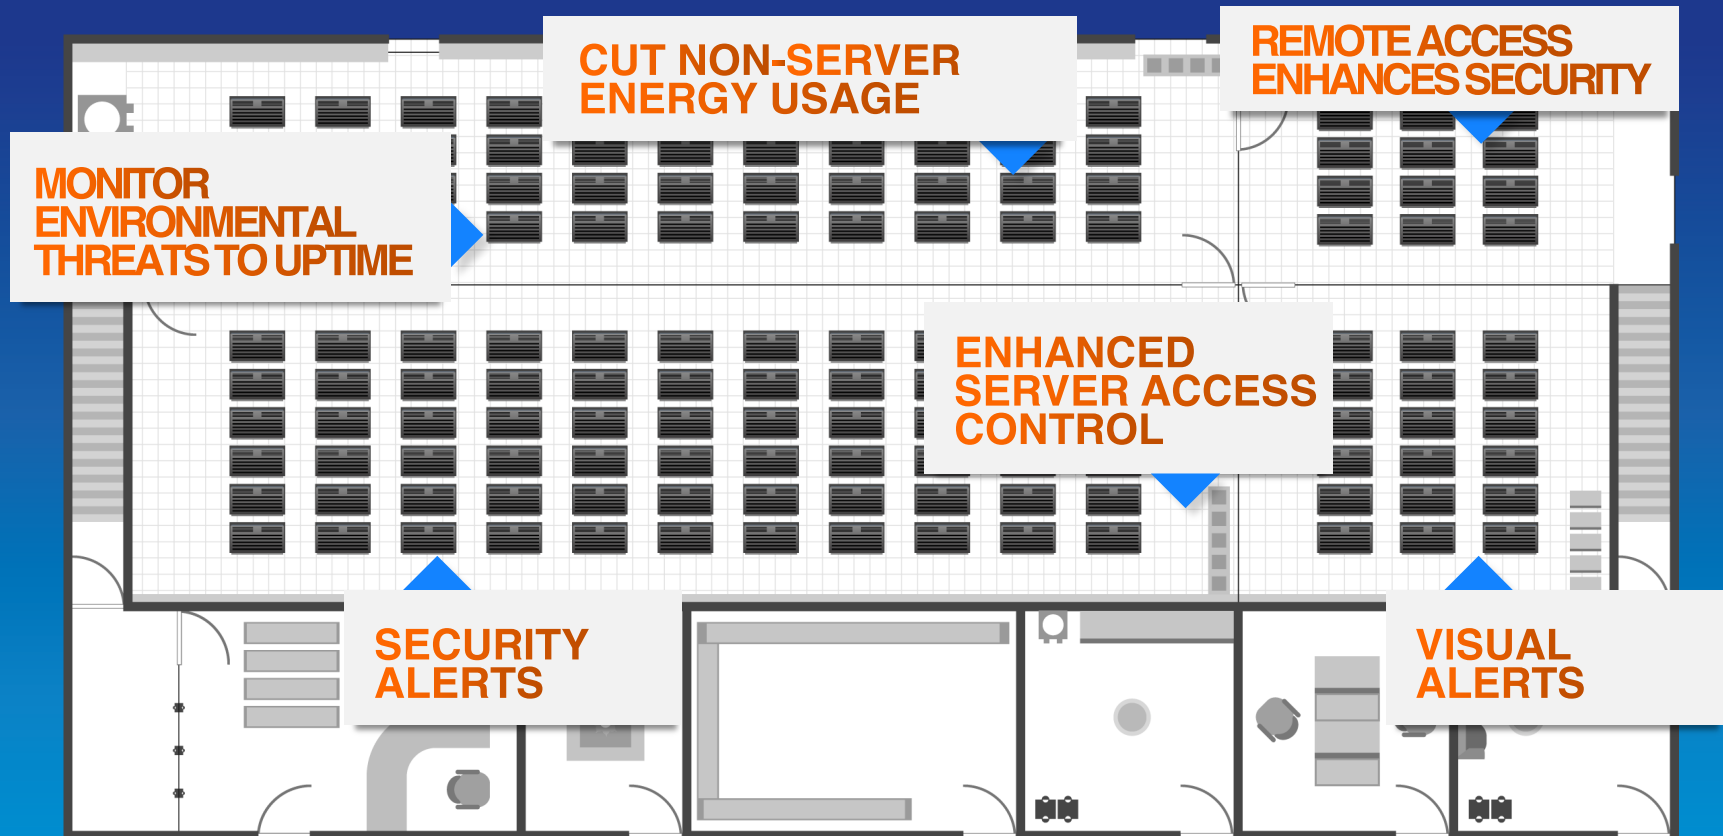 CUT NON-SERVER
ENERGY USAGE
REMOTE ACCESS
ENHANCES SECURITY
MONITOR
ENVIRONMENTAL
THREATS TO UPTIME
ENHANCED
SERVER ACCESS
CONTROL
SECURITY
ALERTS
VISUAL
ALERTS